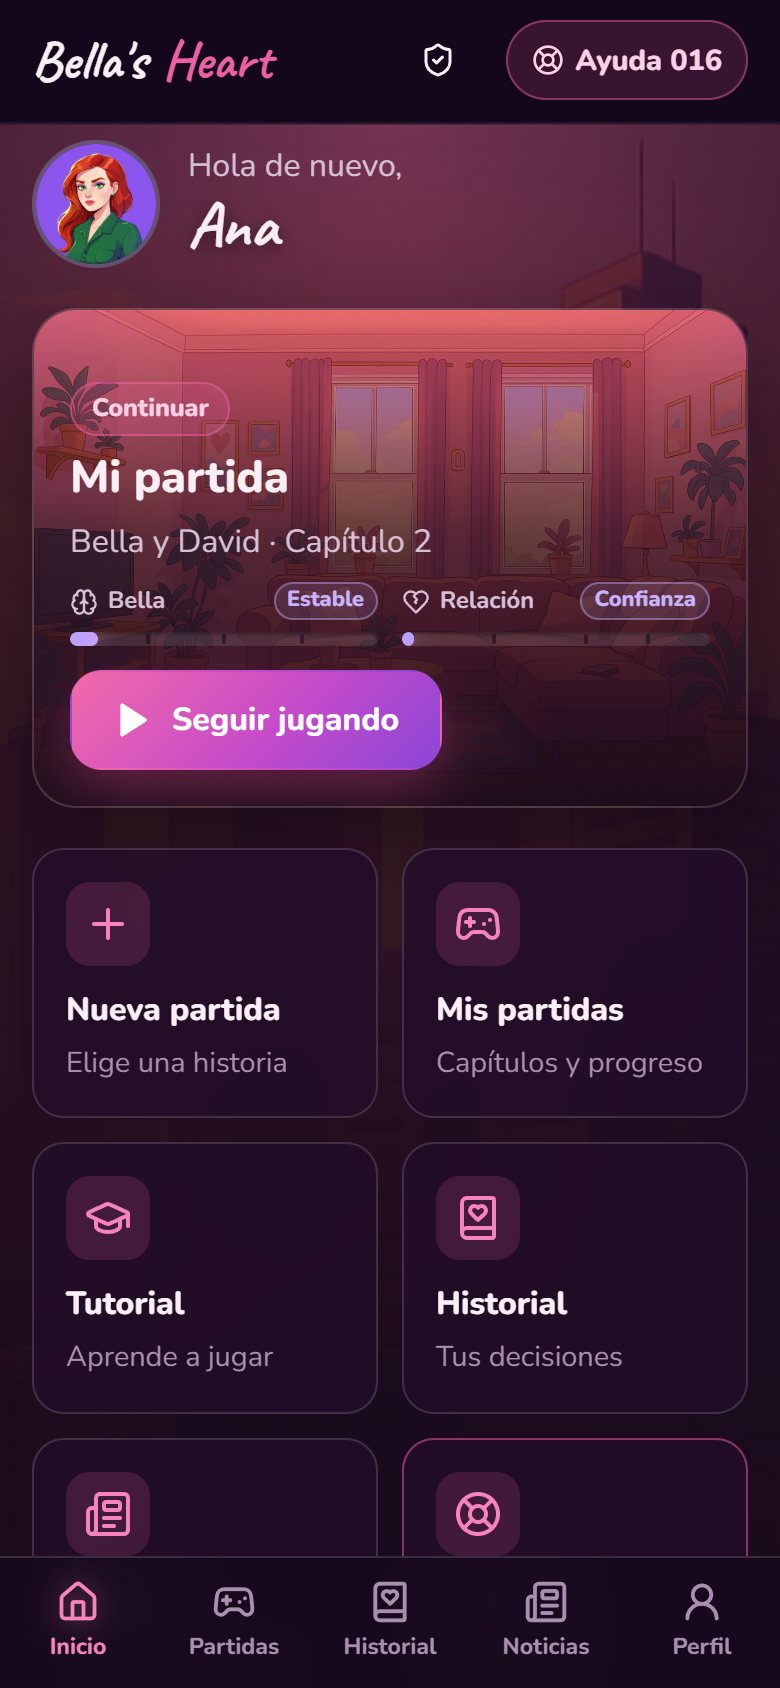 Bella's Heart
Ayuda 016
Hola de nuevo,
Ana
Continuar
Mi partida
Bella y David · Capítulo 2
Bella Estable Relación Confianza
Seguir jugando
Nueva partida
Elige una historia
Mis partidas
Capítulos y progreso
Tutorial
Aprende a jugar
Historial
Tus decisiones
Inicio Partidas Historial Noticias Perfil